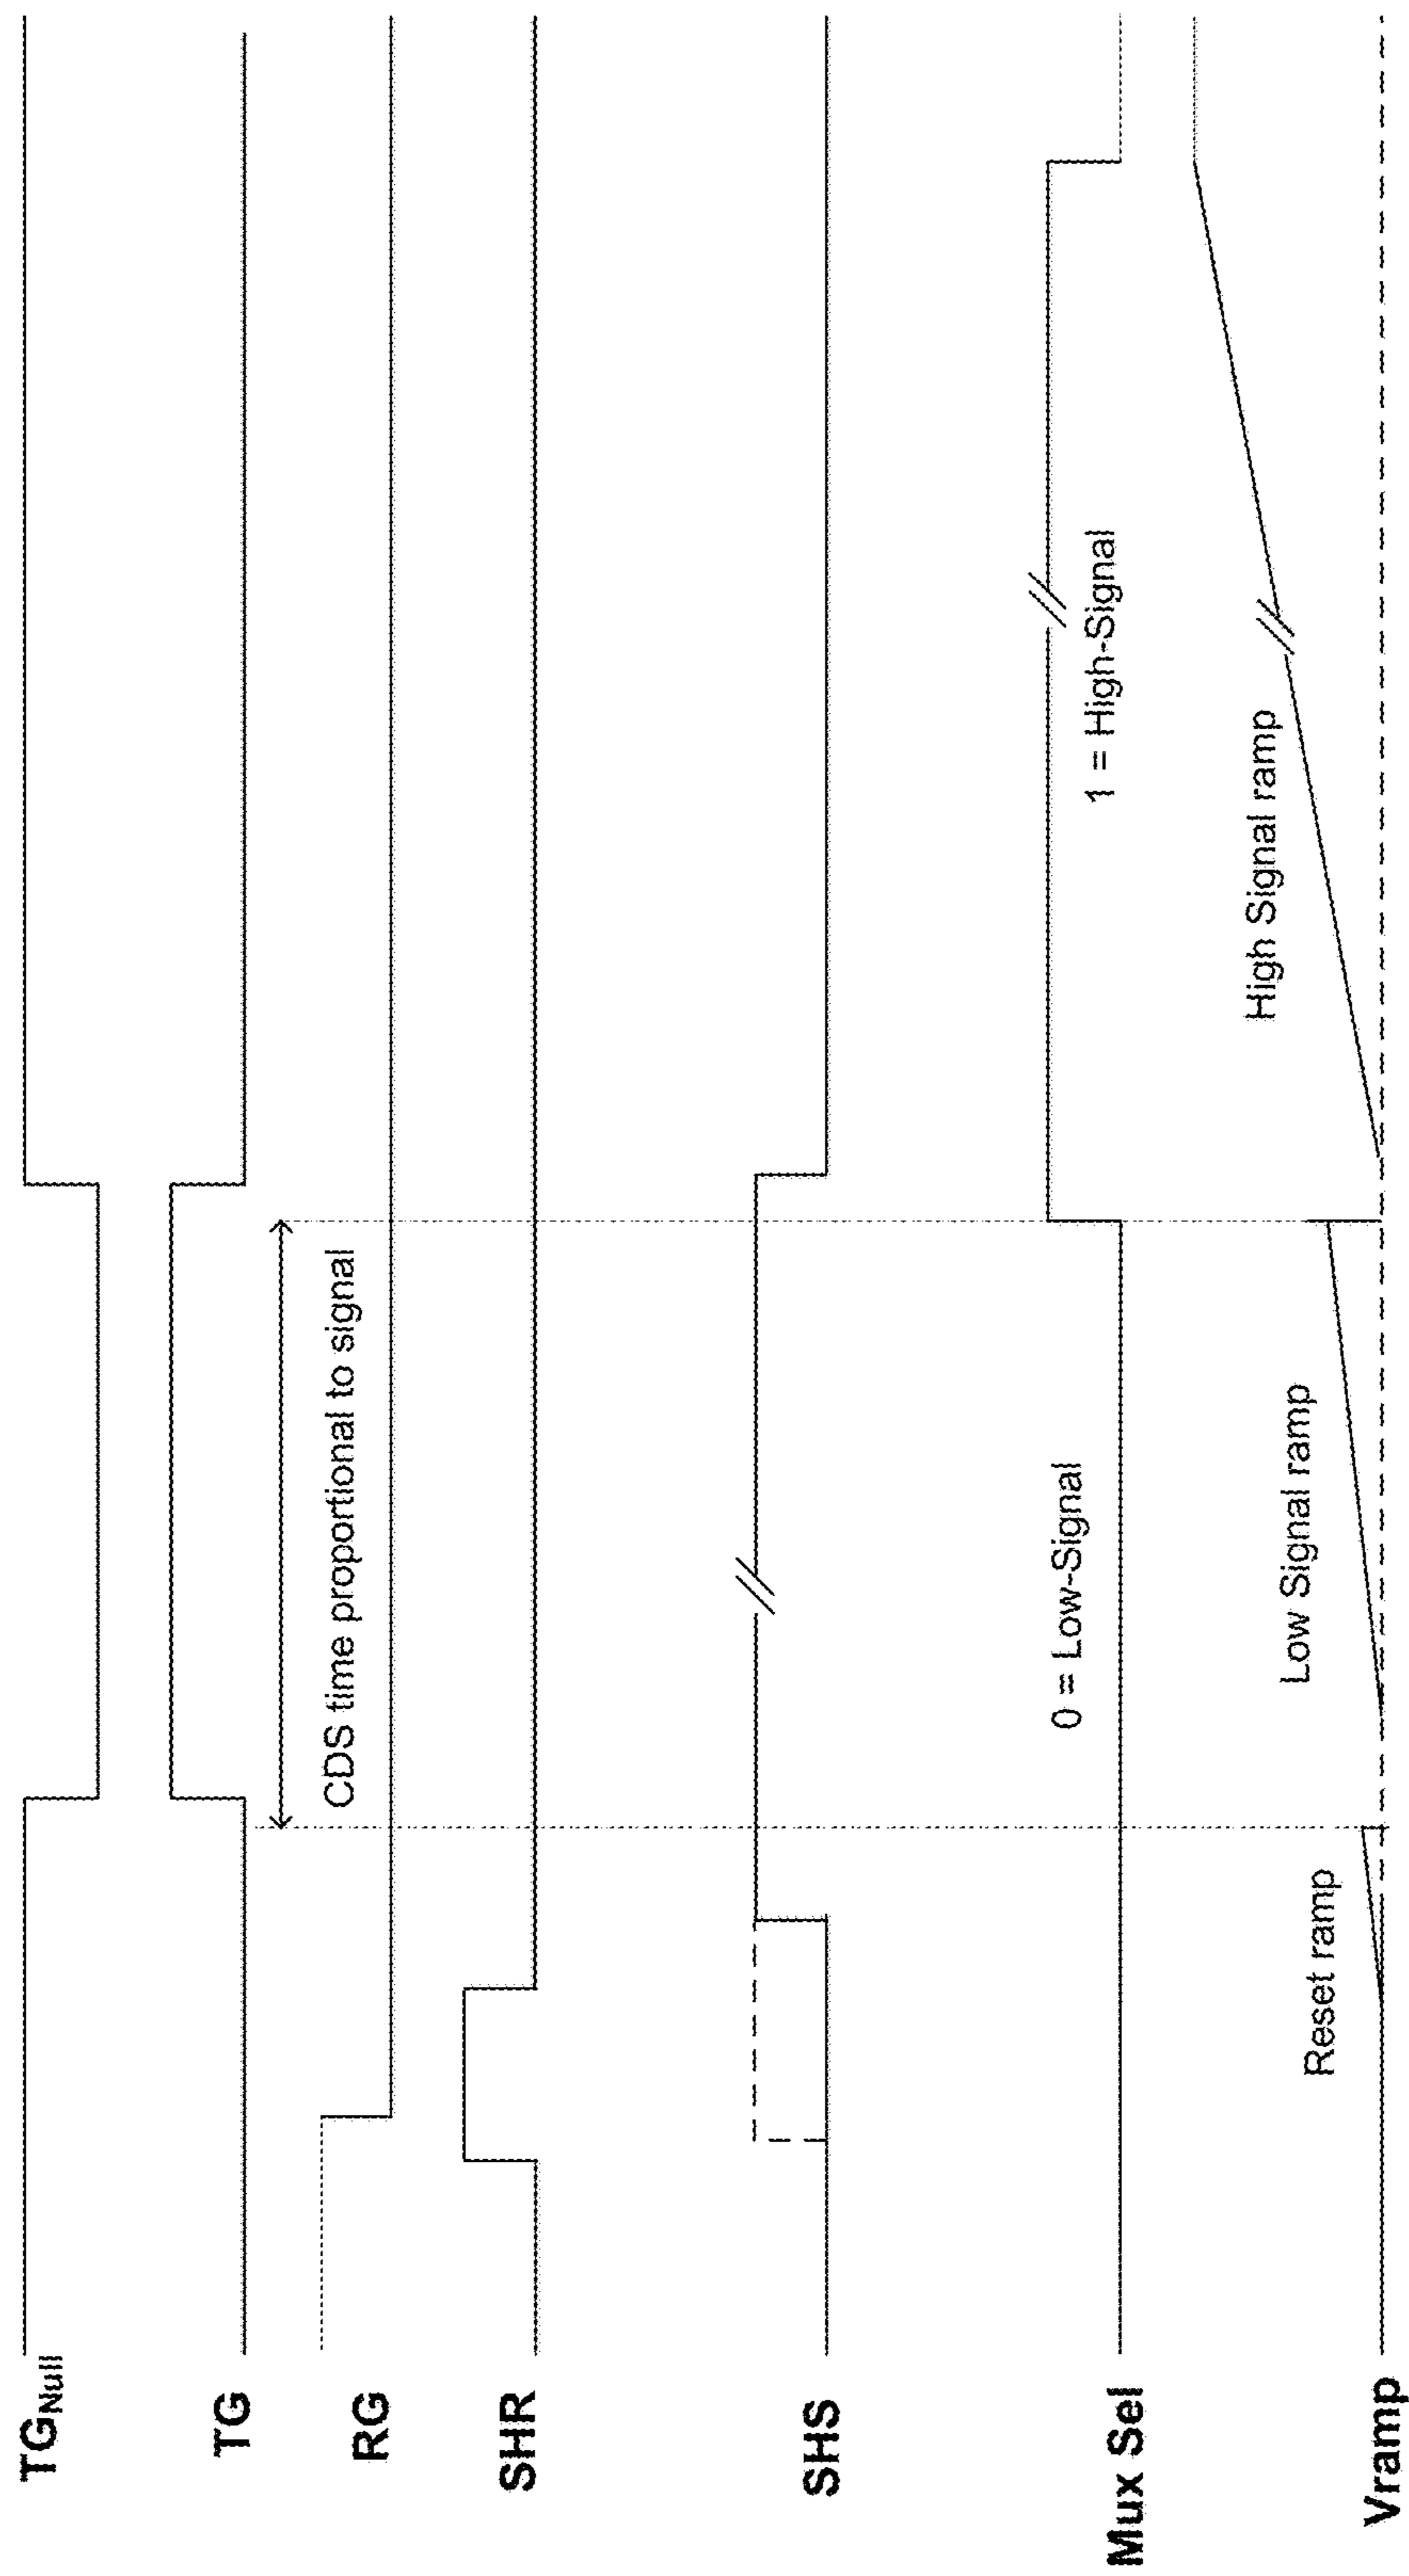 TGNull
TG
CDS time proportional to signal
RG
SHR
SHS
0 = Low-Signal
1 = High-Signal
Mux Sel
Reset ramp
Low Signal ramp
High Signal ramp
Vramp